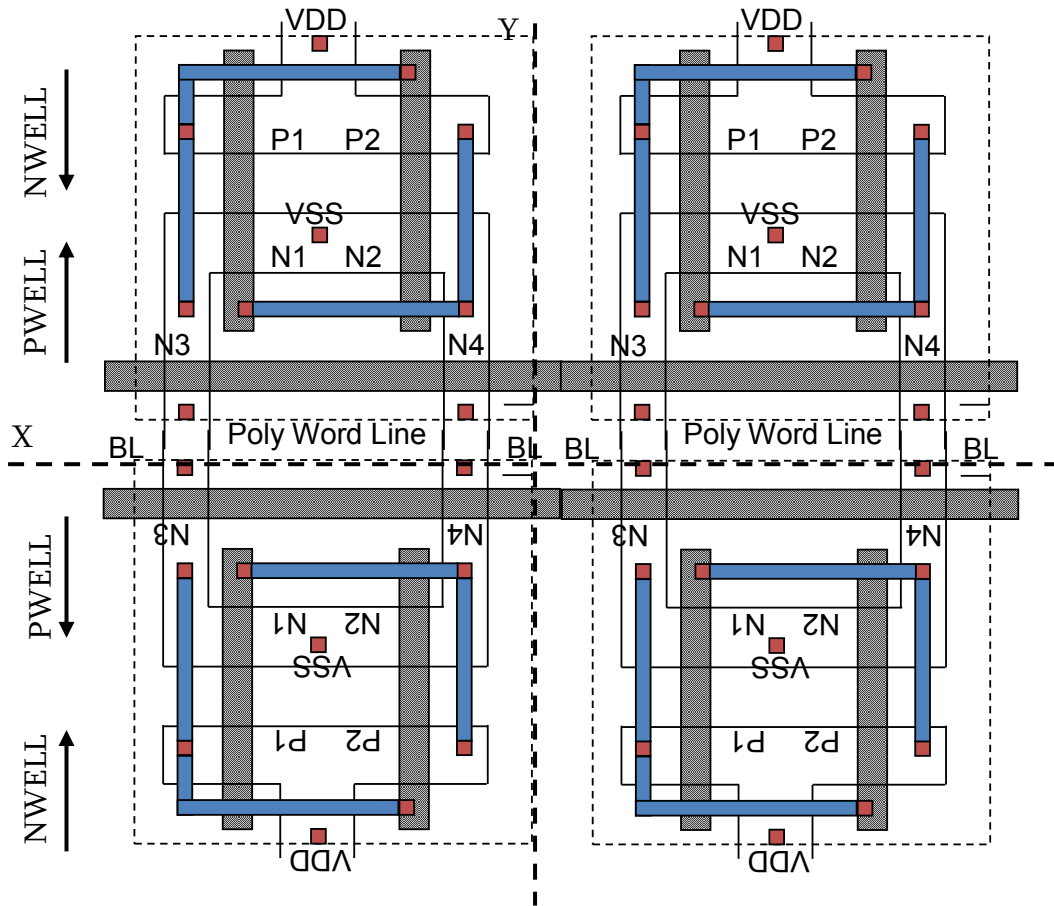 VDD Y VDD
NWELL
P1 P2 P1 P2
VSS VSS
PWELL
N1 N2 N1 N2
N3 N4 N3 N4
X
Poly Word Line Poly Word Line
BL BL BL BL
N3 N4 N3 N4
PWELL
N1 N2 N1 N2
VSS VSS
P1 P2 P1 P2
NWELL
VDD VDD